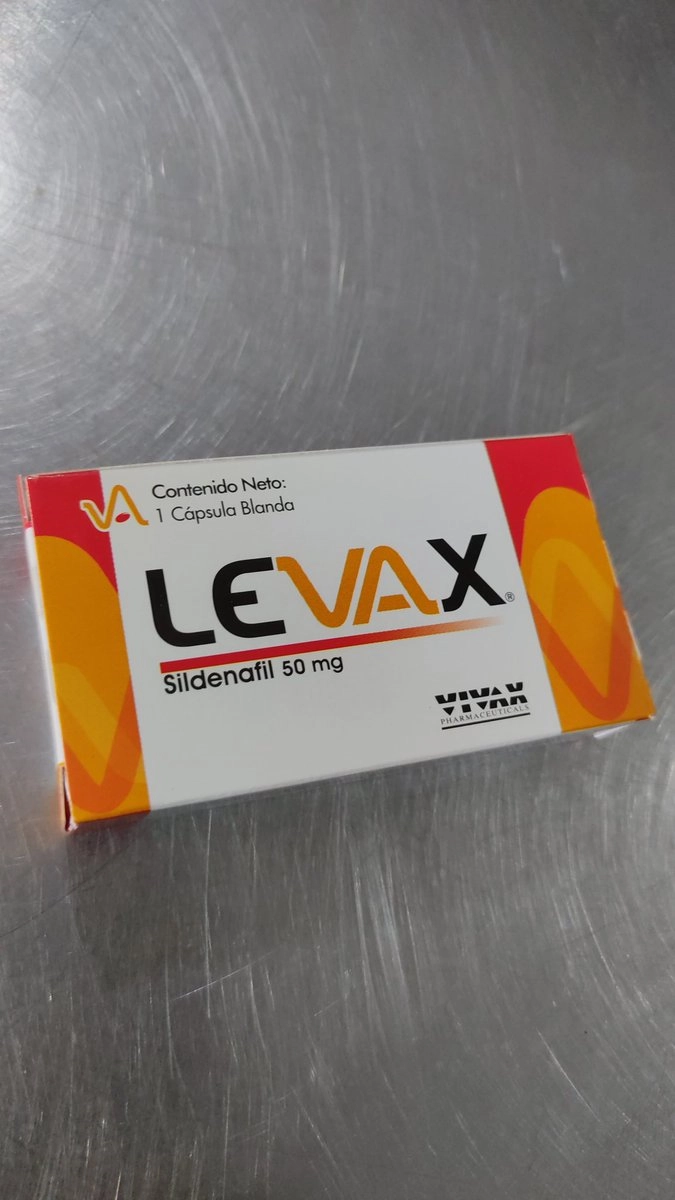 Contenido Neto:
1 Cápsula Blanda
LEVAX®
Sildenafil 50 mg
VIVAX
PHARMACEUTICALS